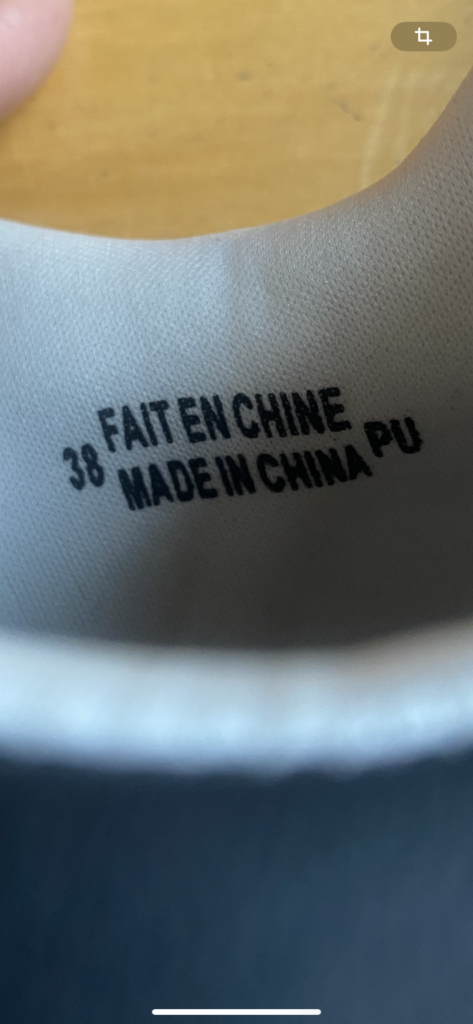 38
FAIT EN CHINE
MADE IN CHINA
PU